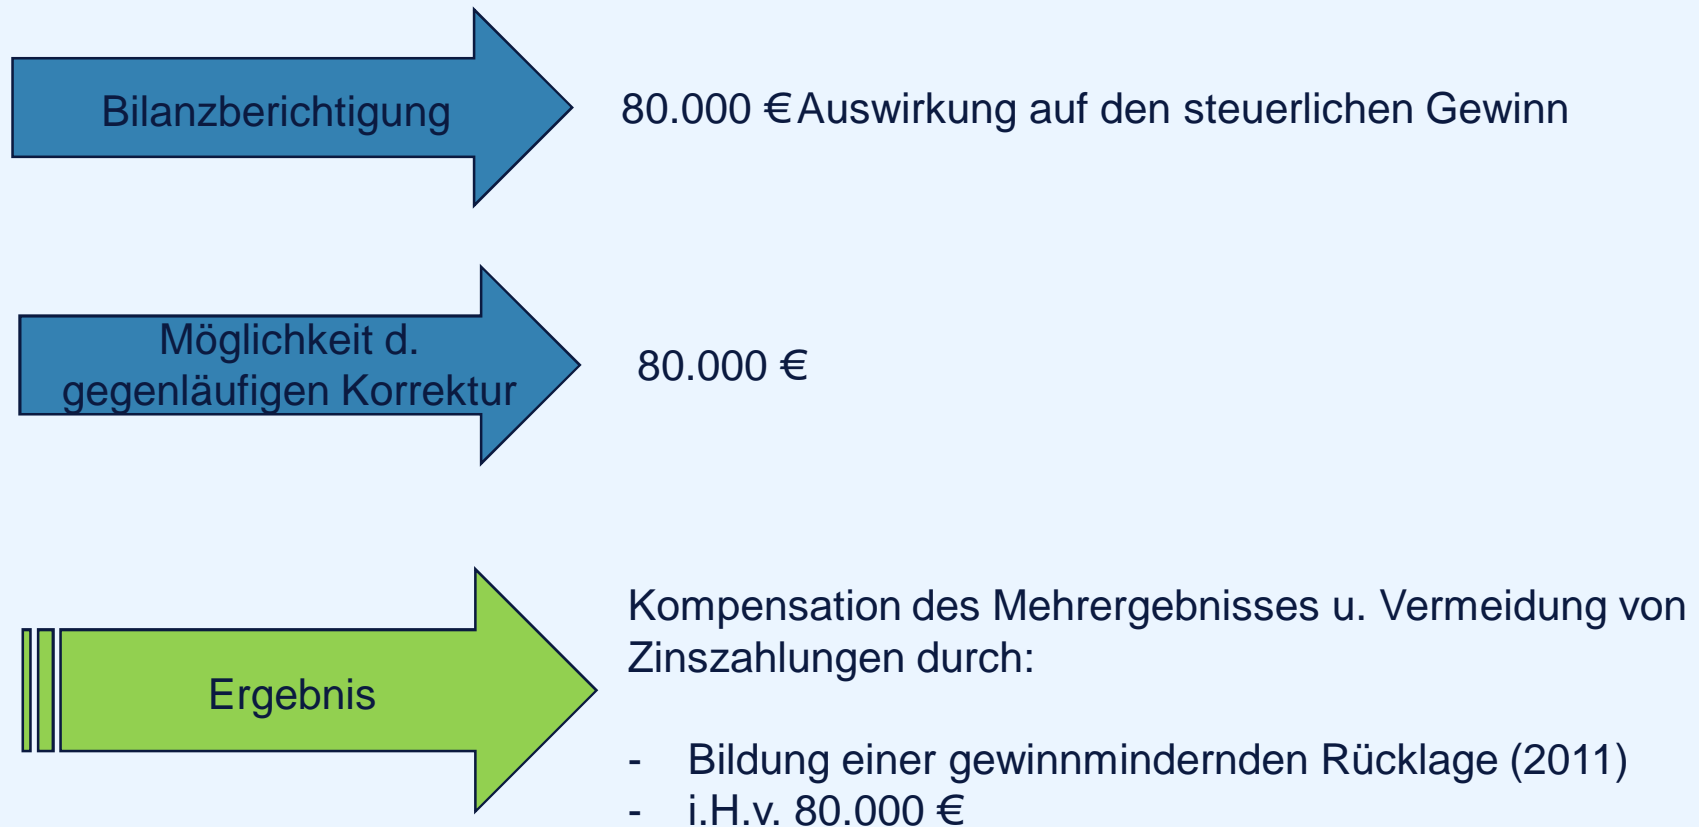 Bilanzberichtigung
80.000 € Auswirkung auf den steuerlichen Gewinn
Möglichkeit d.
gegenläufigen Korrektur
80.000 €
Ergebnis
Kompensation des Mehrergebnisses u. Vermeidung von
Zinszahlungen durch:
- Bildung einer gewinnmindernden Rücklage (2011)
- i.H.v. 80.000 €